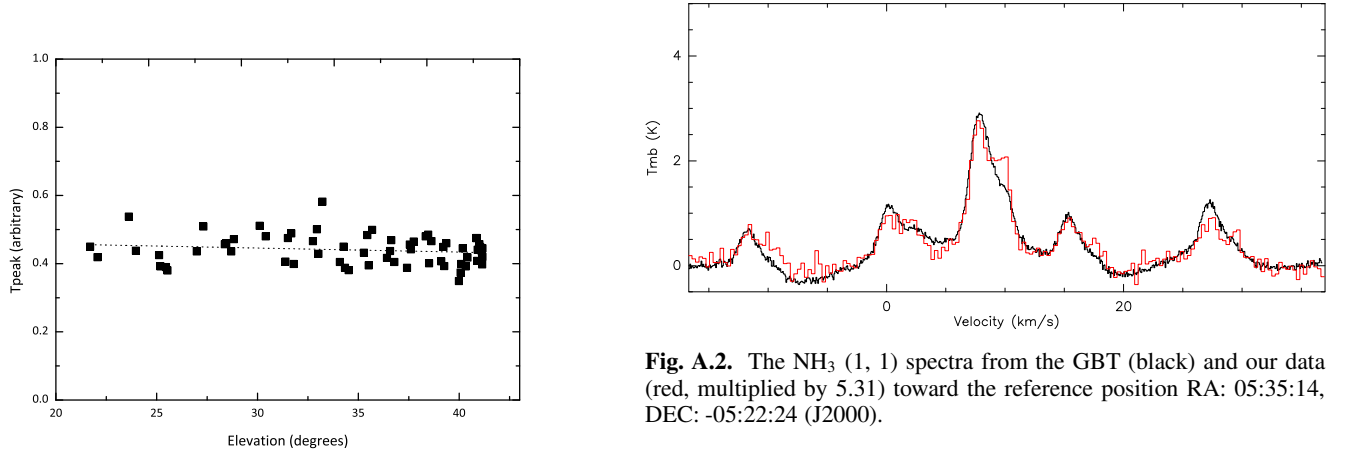 1.0
0.8
0.6
0.4
0.2
0.0
Tpeak (arbitrary)
20 25 30 35 40
Elevation (degrees)
4
2
0
Tmb (K)
0 20
Velocity (km/s)
Fig. A.2. The NH₃ (1, 1) spectra from the GBT (black) and our data
(red, multiplied by 5.31) toward the reference position RA: 05:35:14,
DEC: -05:22:24 (J2000).